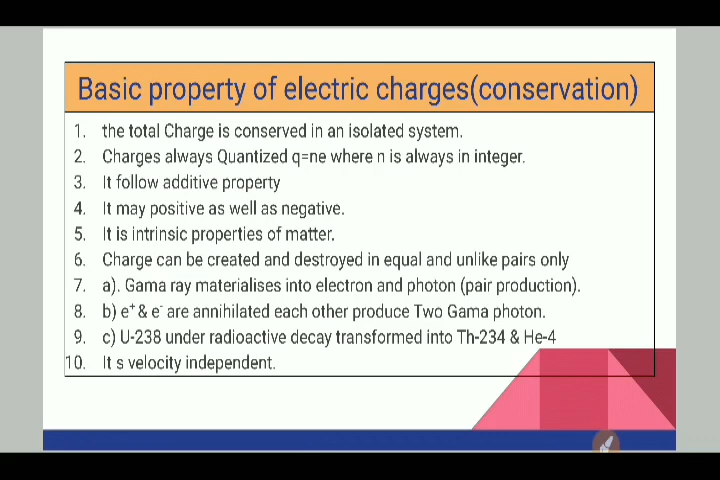 Basic property of electric charges(conservation)
1. the total Charge is conserved in an isolated system.
2. Charges always Quantized q=ne where n is always in integer.
3. It follow additive property
4. It may positive as well as negative.
5. It is intrinsic properties of matter.
6. Charge can be created and destroyed in equal and unlike pairs only
7. a). Gama ray materialises into electron and photon (pair production).
8. b) e⁺ & e⁻ are annihilated each other produce Two Gama photon.
9. c) U-238 under radioactive decay transformed into Th-234 & He-4
10. It s velocity independent.